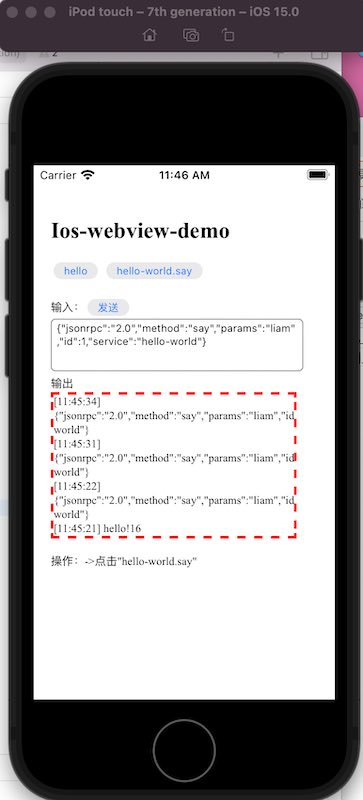 iPod touch – 7th generation – iOS 15.0
2
Carrier 11:46 AM
Ios-webview-demo
hello hello-world.say
输入： 发送
{"jsonrpc":"2.0","method":"say","params":"liam"
,"id":1,"service":"hello-world"}
输出
[11:45:34]
{"jsonrpc":"2.0","method":"say","params":"liam","id
world"}
[11:45:31]
{"jsonrpc":"2.0","method":"say","params":"liam","id
world"}
[11:45:22]
{"jsonrpc":"2.0","method":"say","params":"liam","id
world"}
[11:45:21] hello!16
操作：->点击"hello-world.say"